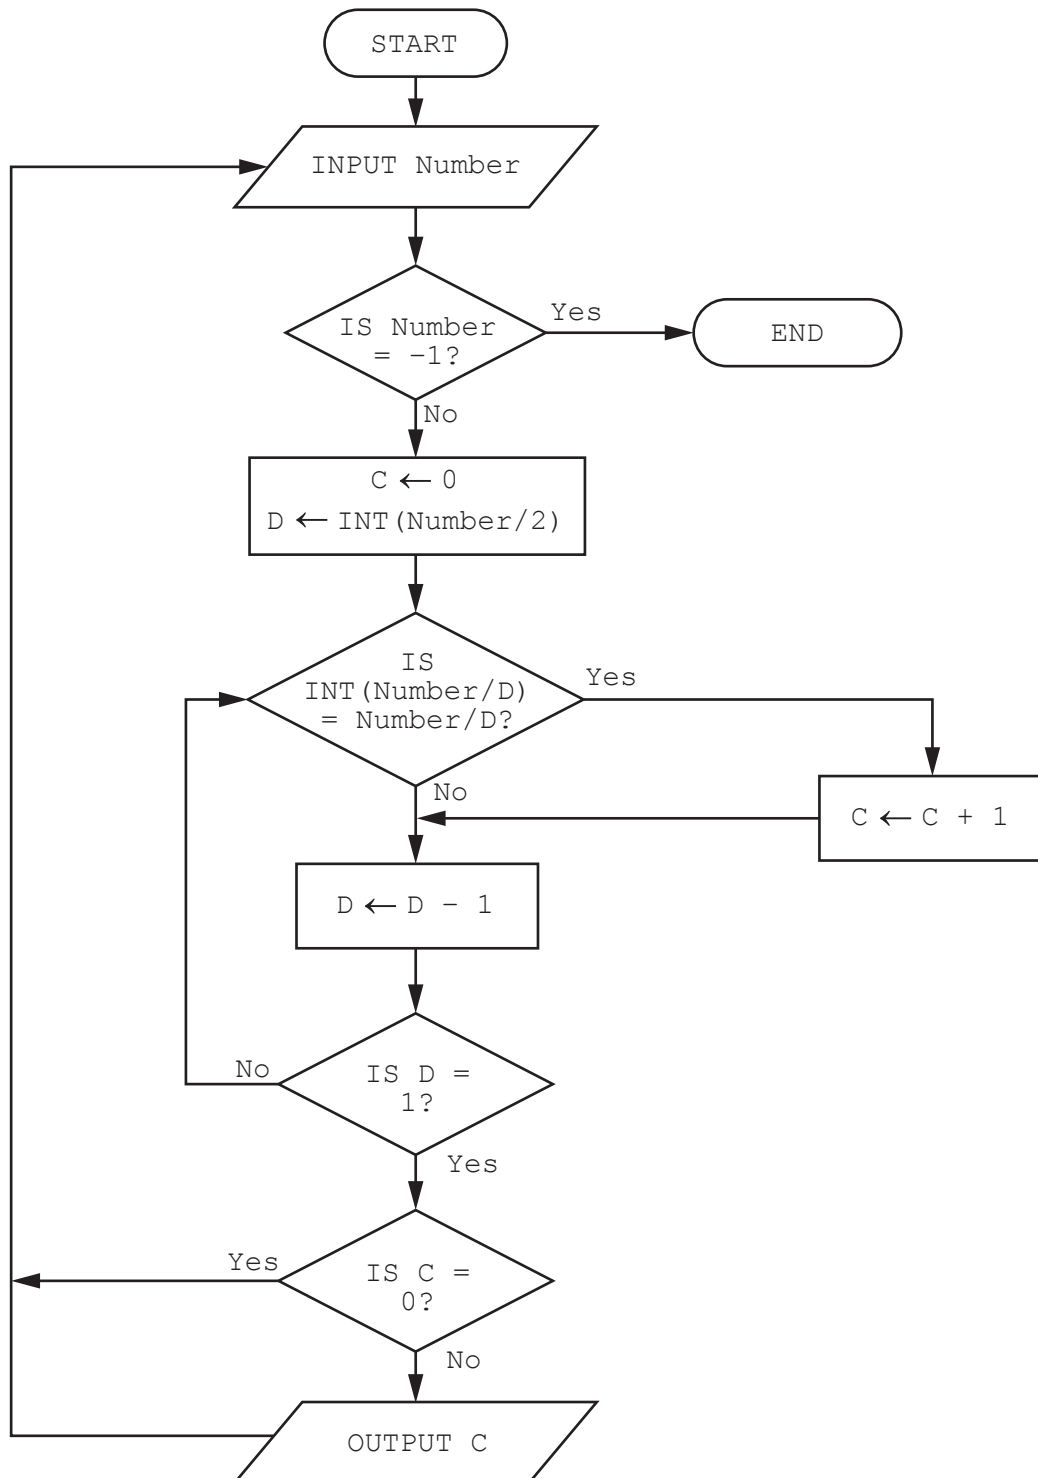 START
INPUT Number
IS Number
= –1?
Yes
END
No
C ← 0
D ← INT(Number/2)
IS
INT(Number/D)
= Number/D?
Yes
No
C ← C + 1
D ← D – 1
IS D =
1?
No
Yes
IS C =
0?
Yes
No
OUTPUT C